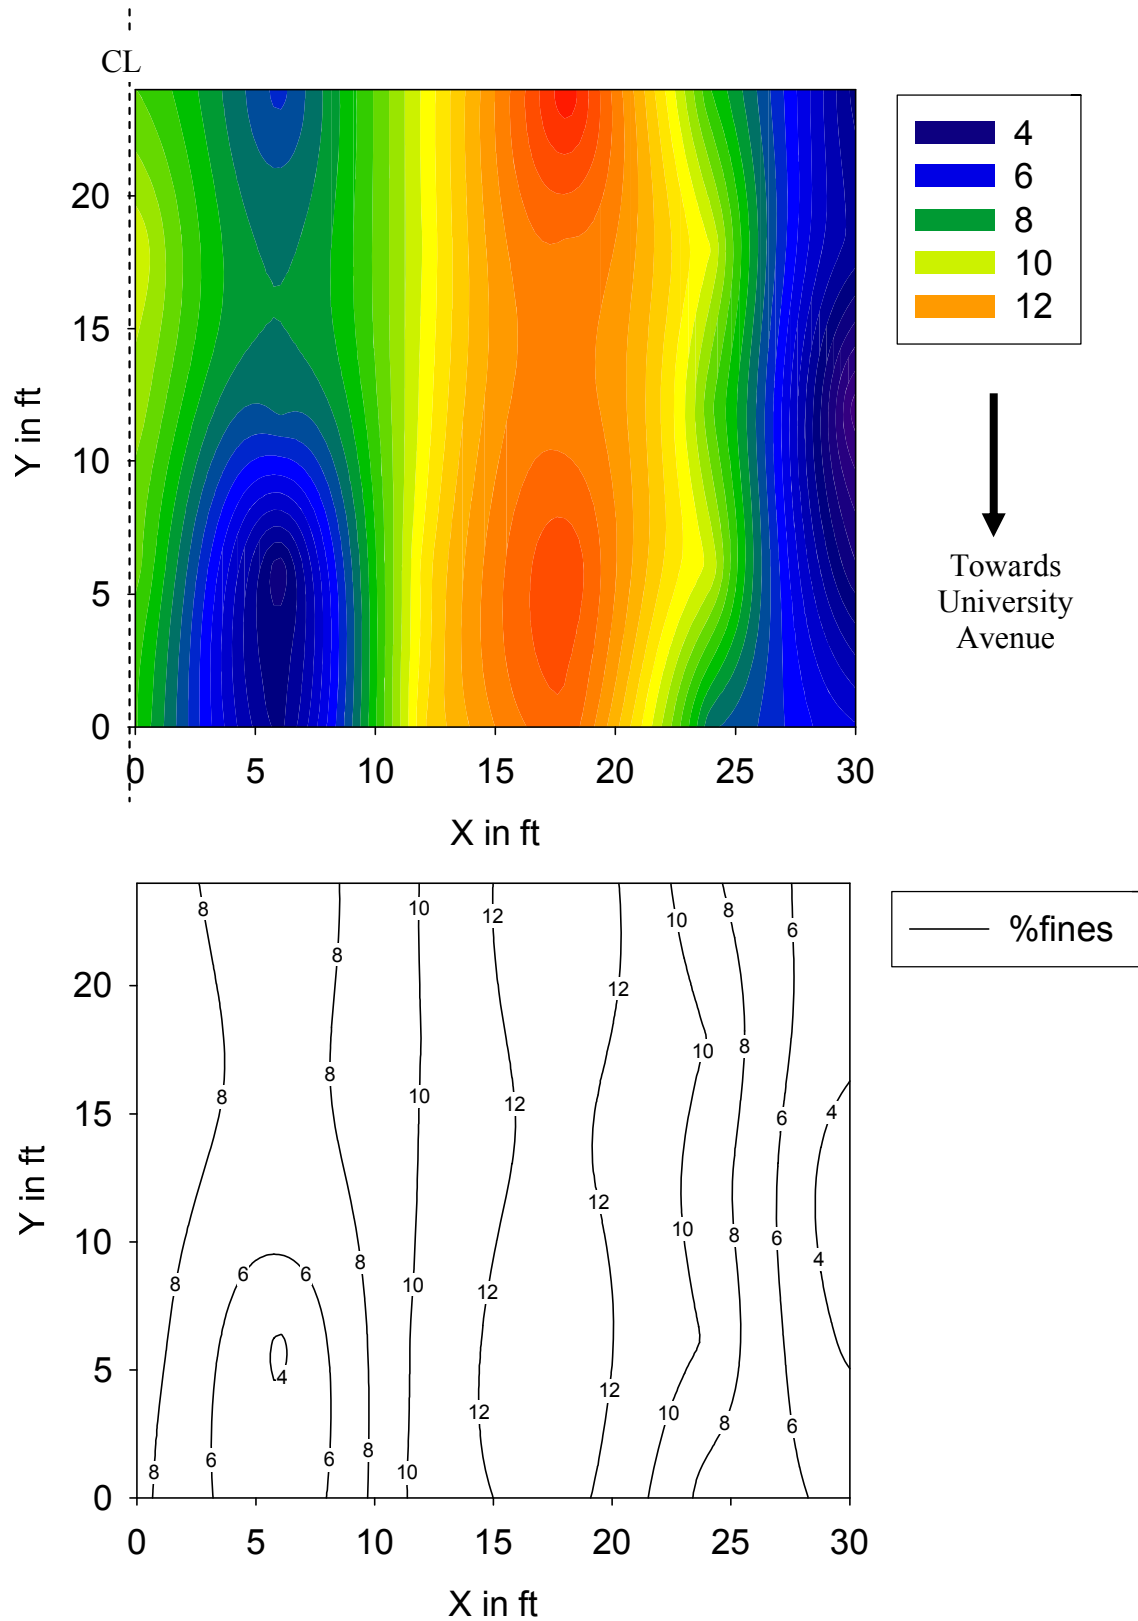 CL
4
6
8
10
12
20
15
10
5
0
Y in ft
0 5 10 15 20 25 30
X in ft
Towards
University
Avenue
%fines
8 10 12 10 8 6
8
20 12
10 8
8 8 10 12 6 4
15
12
10 8 6
10 4
8 6 6 8 10 12
5 4
12 12 10 8 6
8 6 6 8 10
0
Y in ft
0 5 10 15 20 25 30
X in ft